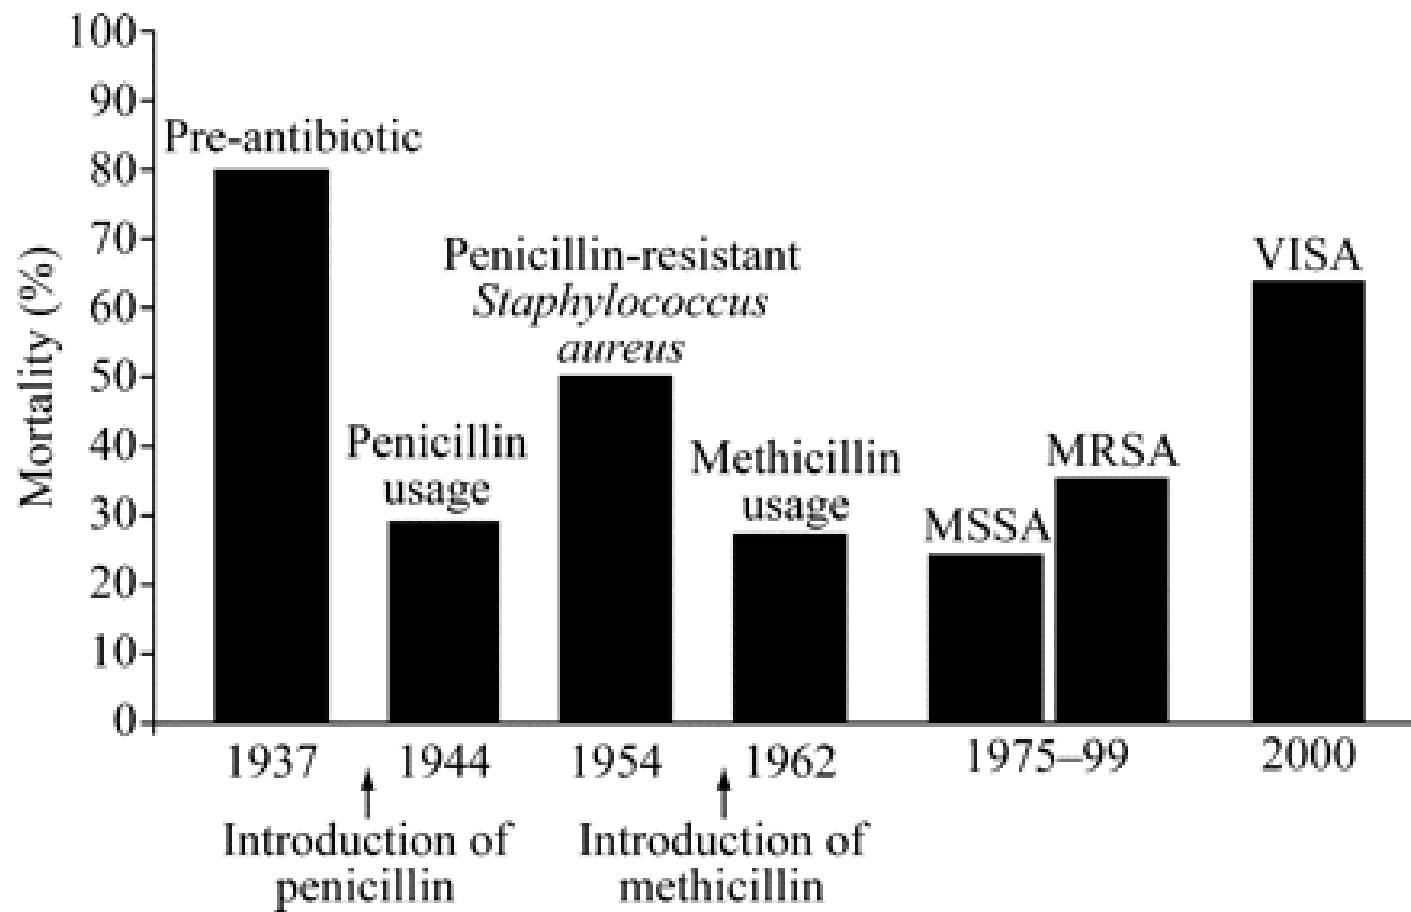 100
90
Pre-antibiotic
80
70
Penicillin-resistant
Staphylococcus
aureus
VISA
60
50
Penicillin
usage
40
Methicillin
usage
MRSA
MSSA
30
20
10
0
Mortality (%)
1937 1944 1954 1962 1975–99 2000
Introduction of
penicillin
Introduction of
methicillin